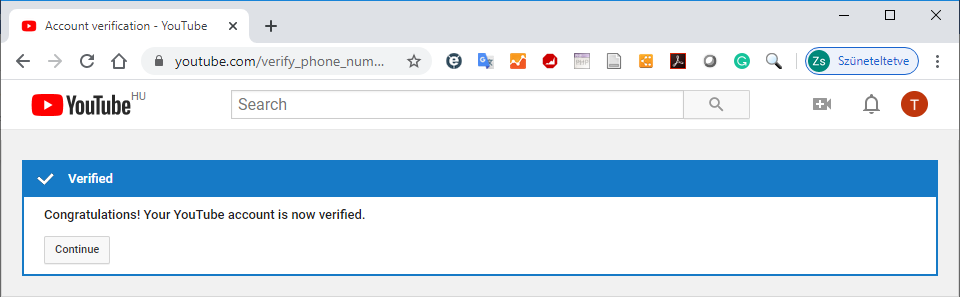 Account verification - YouTube
youtube.com/verify_phone_num...
Zs Szüneteltetve
YouTube HU
Search
T
Verified
Congratulations! Your YouTube account is now verified.
Continue